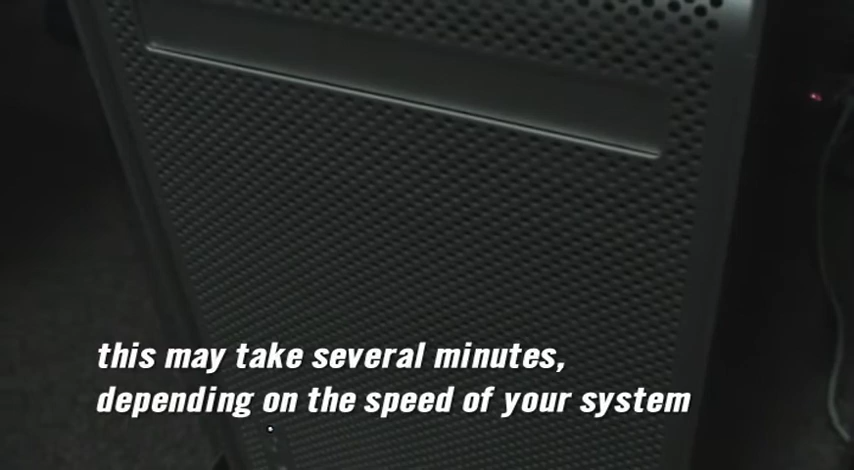 this may take several minutes,
depending on the speed of your system